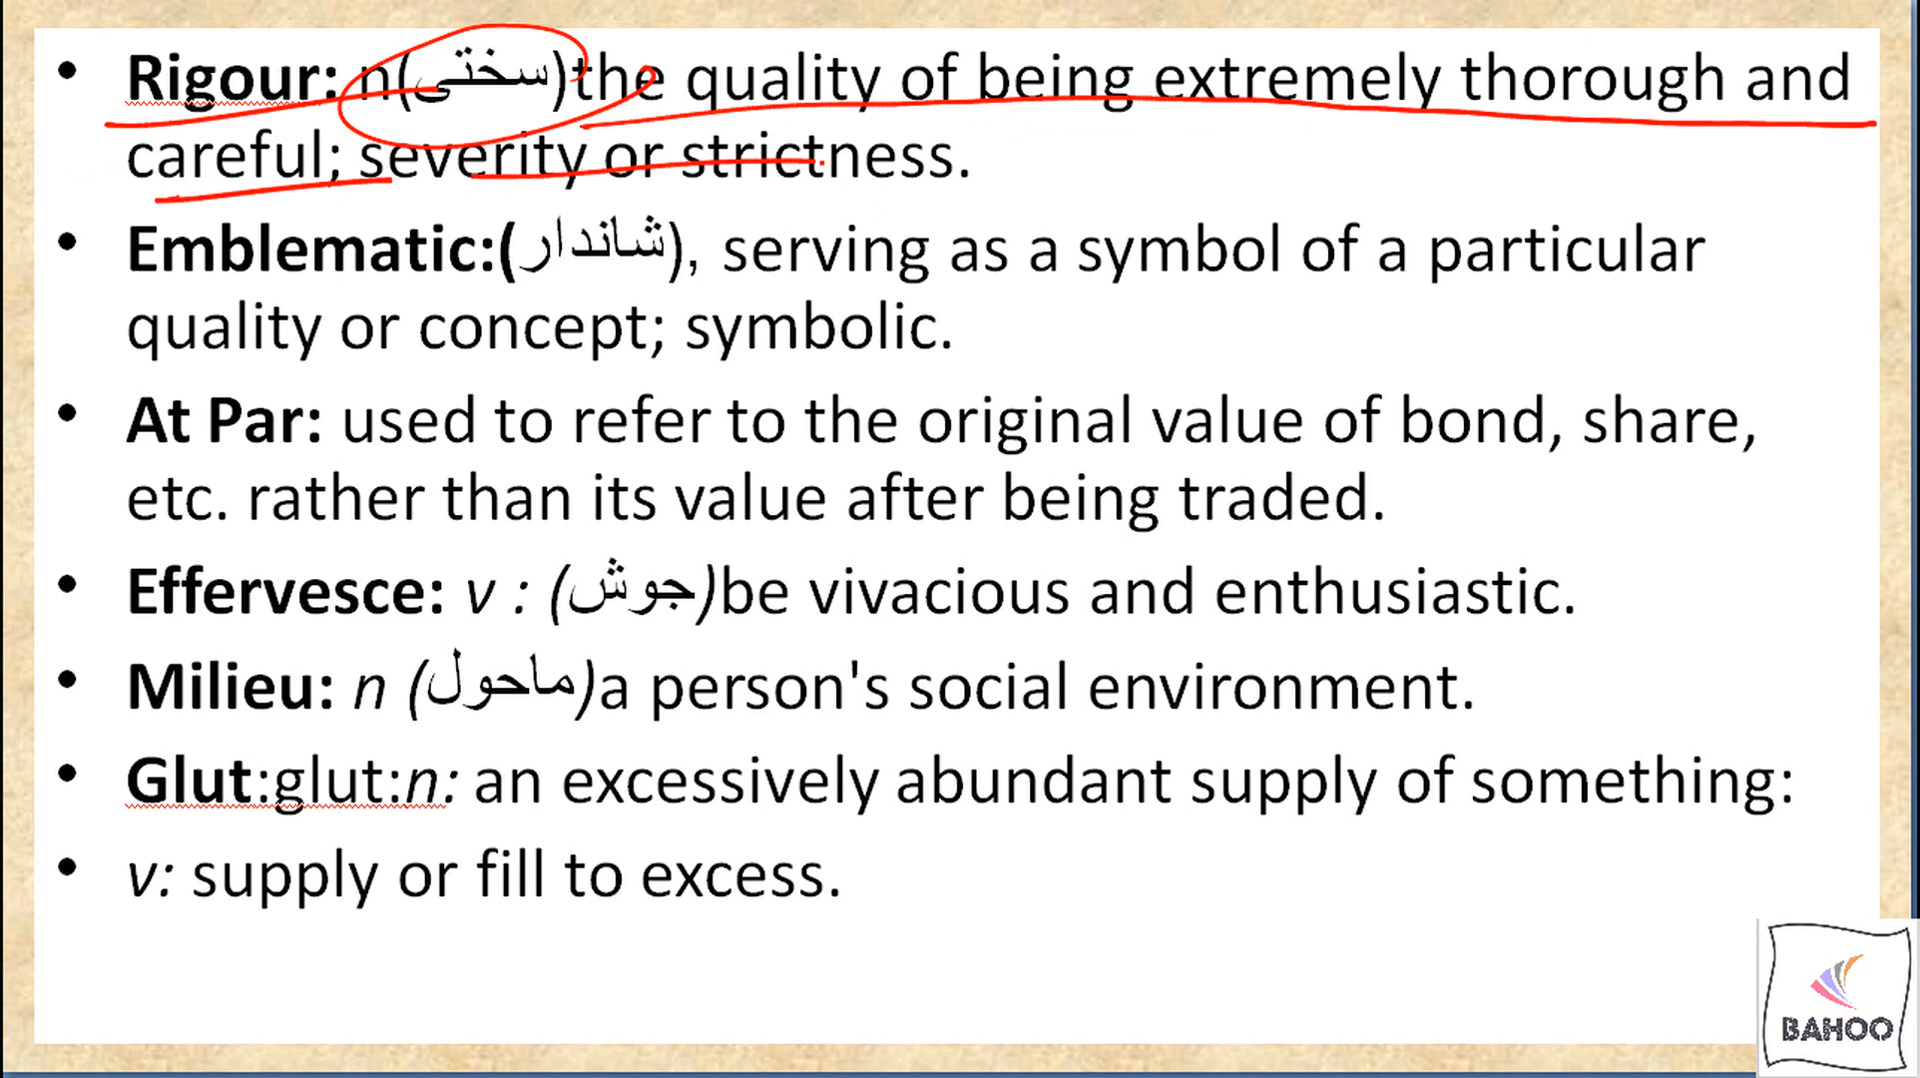 • Rigour: n(سختی)the quality of being extremely thorough and
careful; severity or strictness.
• Emblematic:(شاندار), serving as a symbol of a particular
quality or concept; symbolic.
• At Par: used to refer to the original value of bond, share,
etc. rather than its value after being traded.
• Effervesce: v : (جوش)be vivacious and enthusiastic.
• Milieu: n (ماحول)a person's social environment.
• Glut:glut:n: an excessively abundant supply of something:
• v: supply or fill to excess.
BAHOO